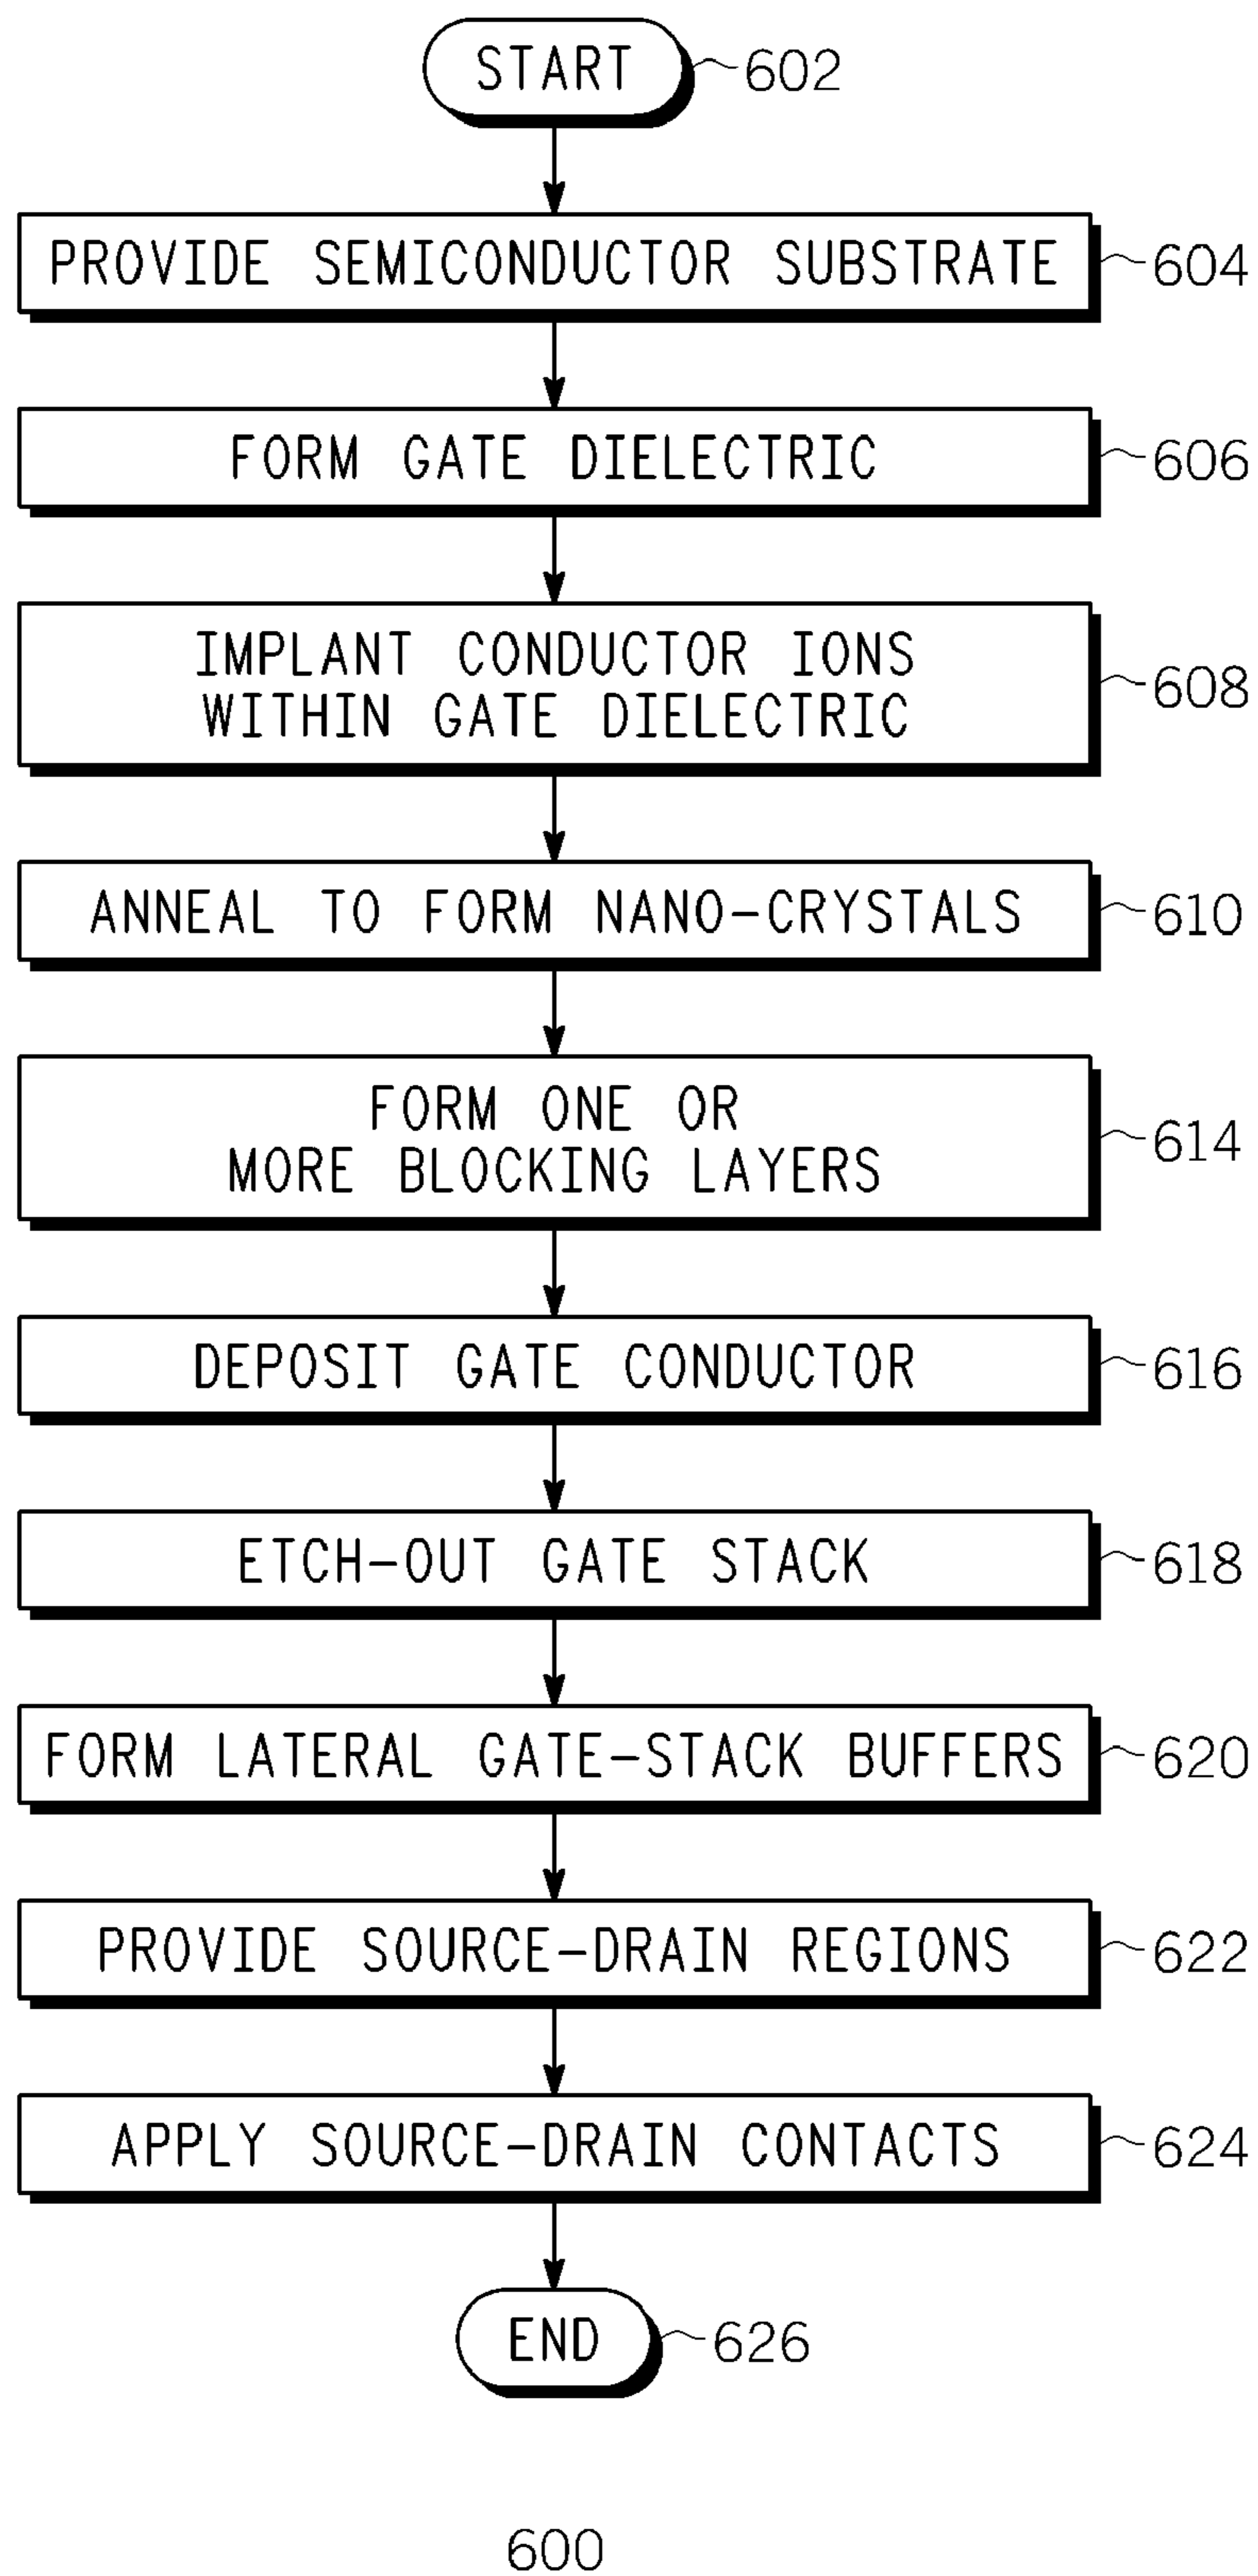 START
602
PROVIDE SEMICONDUCTOR SUBSTRATE
604
FORM GATE DIELECTRIC
606
IMPLANT CONDUCTOR IONS
WITHIN GATE DIELECTRIC
608
ANNEAL TO FORM NANO-CRYSTALS
610
FORM ONE OR
MORE BLOCKING LAYERS
614
DEPOSIT GATE CONDUCTOR
616
ETCH-OUT GATE STACK
618
FORM LATERAL GATE-STACK BUFFERS
620
PROVIDE SOURCE-DRAIN REGIONS
622
APPLY SOURCE-DRAIN CONTACTS
624
END
626
600